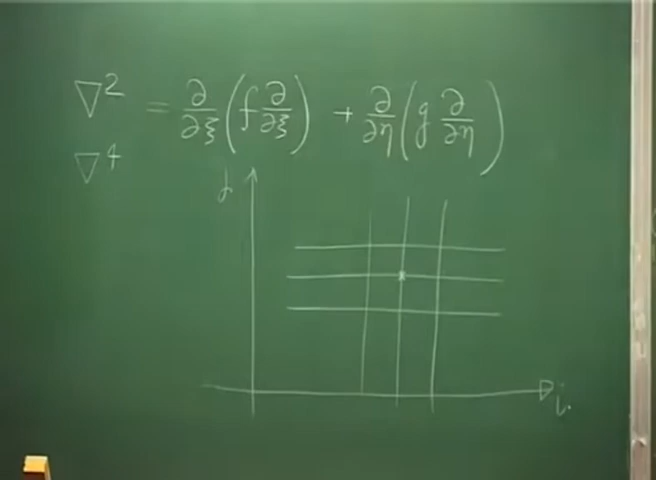 ∇² = ∂/∂ξ (f ∂/∂ξ) + ∂/∂η (g ∂/∂η)
∇⁴
j
i